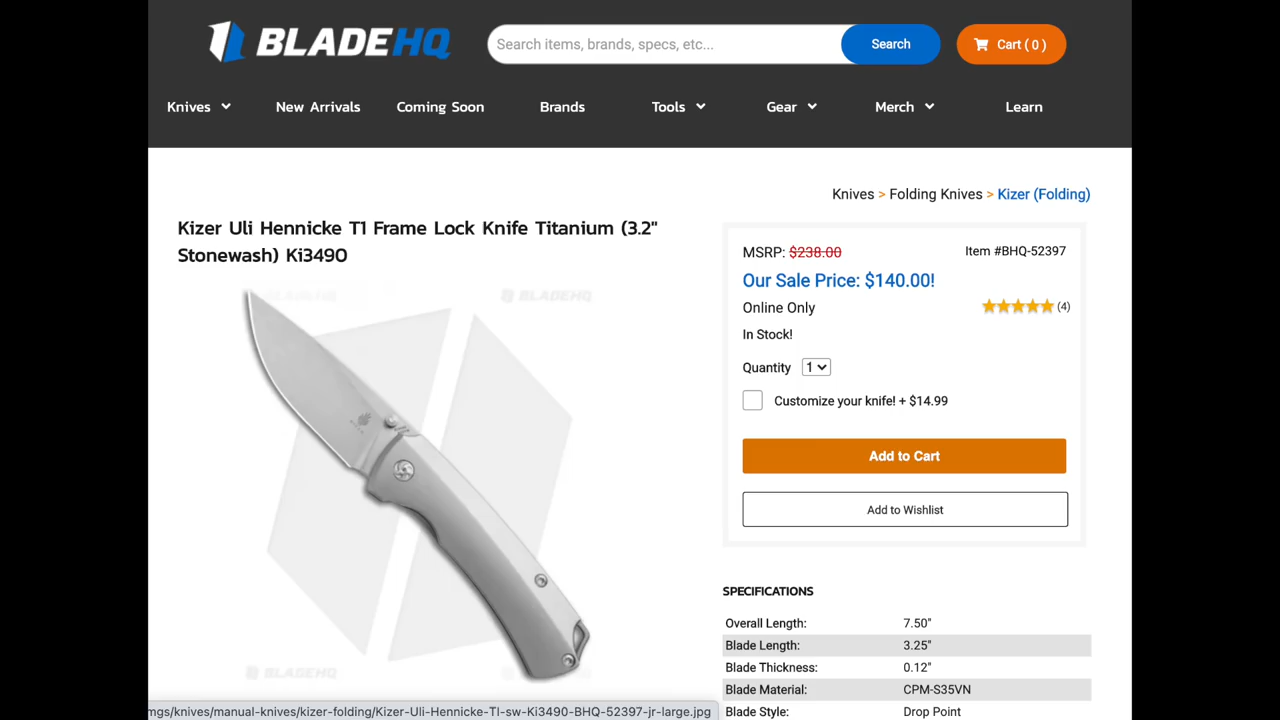 BLADEHQ
Search items, brands, specs, etc...
Search
Cart ( 0 )
Knives
New Arrivals
Coming Soon
Brands
Tools
Gear
Merch
Learn
Knives > Folding Knives > Kizer (Folding)
Kizer Uli Hennicke T1 Frame Lock Knife Titanium (3.2"
Stonewash) Ki3490
BLADEHQ
BLADEHQ
MSRP: $238.00
Item #BHQ-52397
Our Sale Price: $140.00!
Online Only
(4)
In Stock!
Quantity 1
Customize your knife! + $14.99
Add to Cart
Add to Wishlist
SPECIFICATIONS
Overall Length: 7.50"
Blade Length: 3.25"
Blade Thickness: 0.12"
Blade Material: CPM-S35VN
Blade Style: Drop Point
mgs/knives/manual-knives/kizer-folding/Kizer-Uli-Hennicke-TI-sw-Ki3490-BHQ-52397-jr-large.jpg